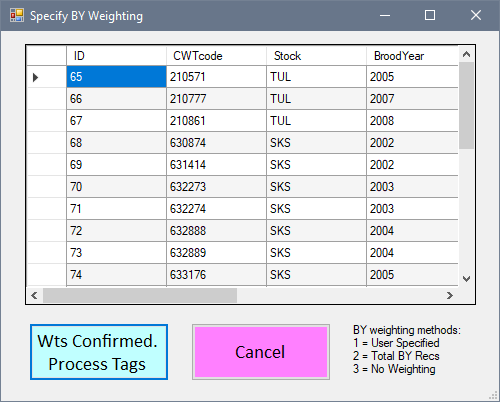 Specify BY Weighting
ID CWTcode Stock BroodYear
65 210571 TUL 2005
66 210777 TUL 2007
67 210861 TUL 2008
68 630874 SKS 2002
69 631414 SKS 2002
70 632273 SKS 2003
71 632274 SKS 2003
72 632888 SKS 2004
73 632889 SKS 2004
74 633176 SKS 2005
Wts Confirmed.
Process Tags
Cancel
BY weighting methods:
1 = User Specified
2 = Total BY Recs
3 = No Weighting